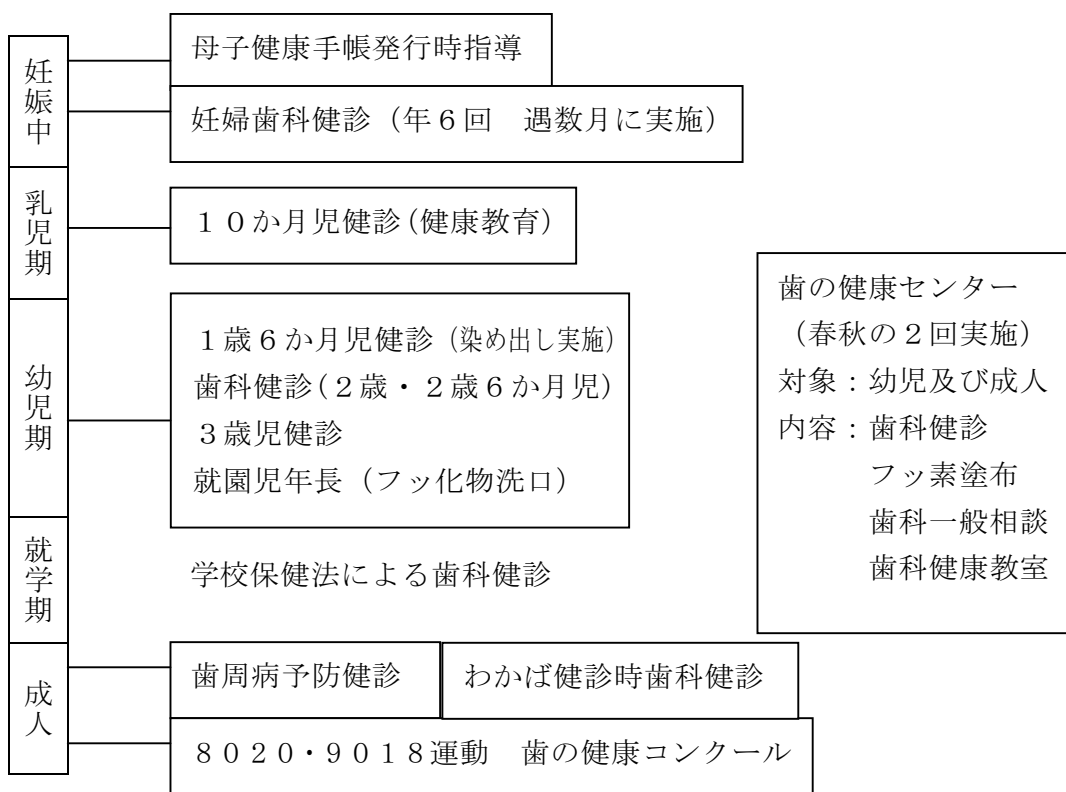 妊娠中
母子健康手帳発行時指導
妊婦歯科健診（年６回　遇数月に実施）
乳児期
１０か月児健診（健康教育）
幼児期
１歳６か月児健診（染め出し実施）
歯科健診（２歳・２歳６か月児）
３歳児健診
就園児年長（フッ化物洗口）
就学期
学校保健法による歯科健診
成人
歯周病予防健診
わかば健診時歯科健診
８０２０・９０１８運動　歯の健康コンクール
歯の健康センター
（春秋の２回実施）
対象：幼児及び成人
内容：歯科健診
フッ素塗布
歯科一般相談
歯科健康教室